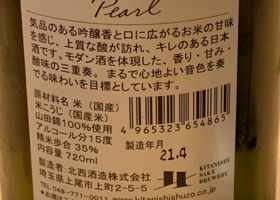 Pearl
気品のある吟醸香と口に広がるお米の甘味
を感じ、上質な酸が訪れ、キレのある日本
酒です。モダン酒を体現した、香り・甘み・
酸味の三重奏。まるで心地よい音色を奏
でる味わいを目標としています。
原材料名 米(国産)
米こうじ(国産米)
山田錦100%使用
アルコール分15度
精米歩合 35%
内容量 720ml
4965323654865
製造年月
21.4
製造者:北西酒造株式会社
埼玉県上尾市上町2-5-5
TEL 048-771-0011
www.kitanishishuzo.co.jp
KITANISHI
SAKE
BREWERY